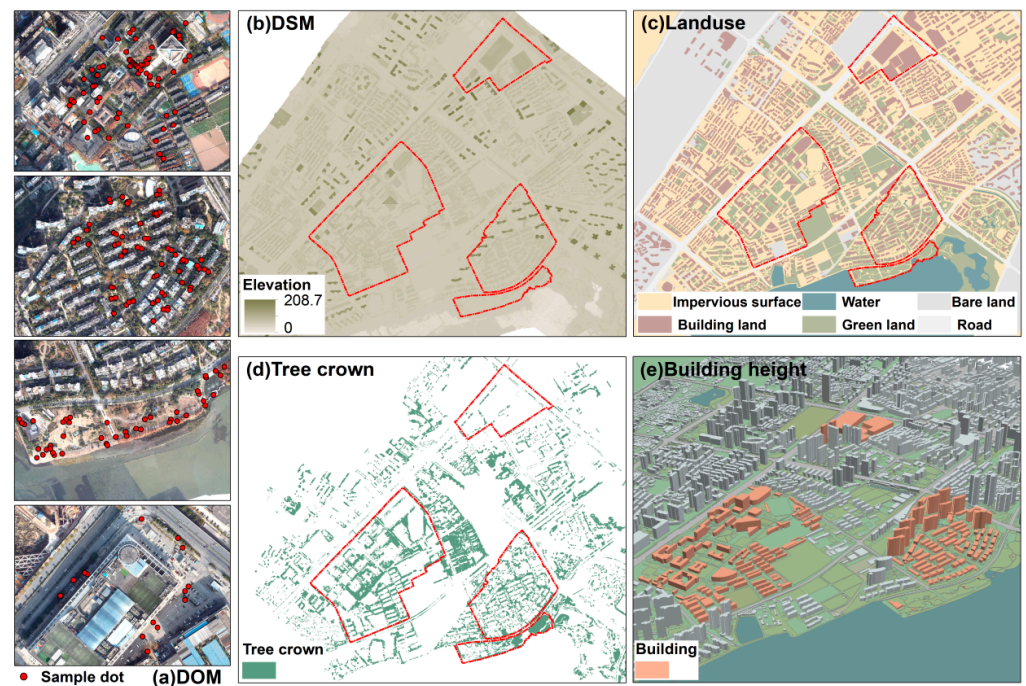 (b)DSM
(c)Landuse
Elevation
208.7
0
Impervious surface
Water
Bare land
Building land
Green land
Road
(d)Tree crown
(e)Building height
Tree crown
Building
Sample dot
(a)DOM